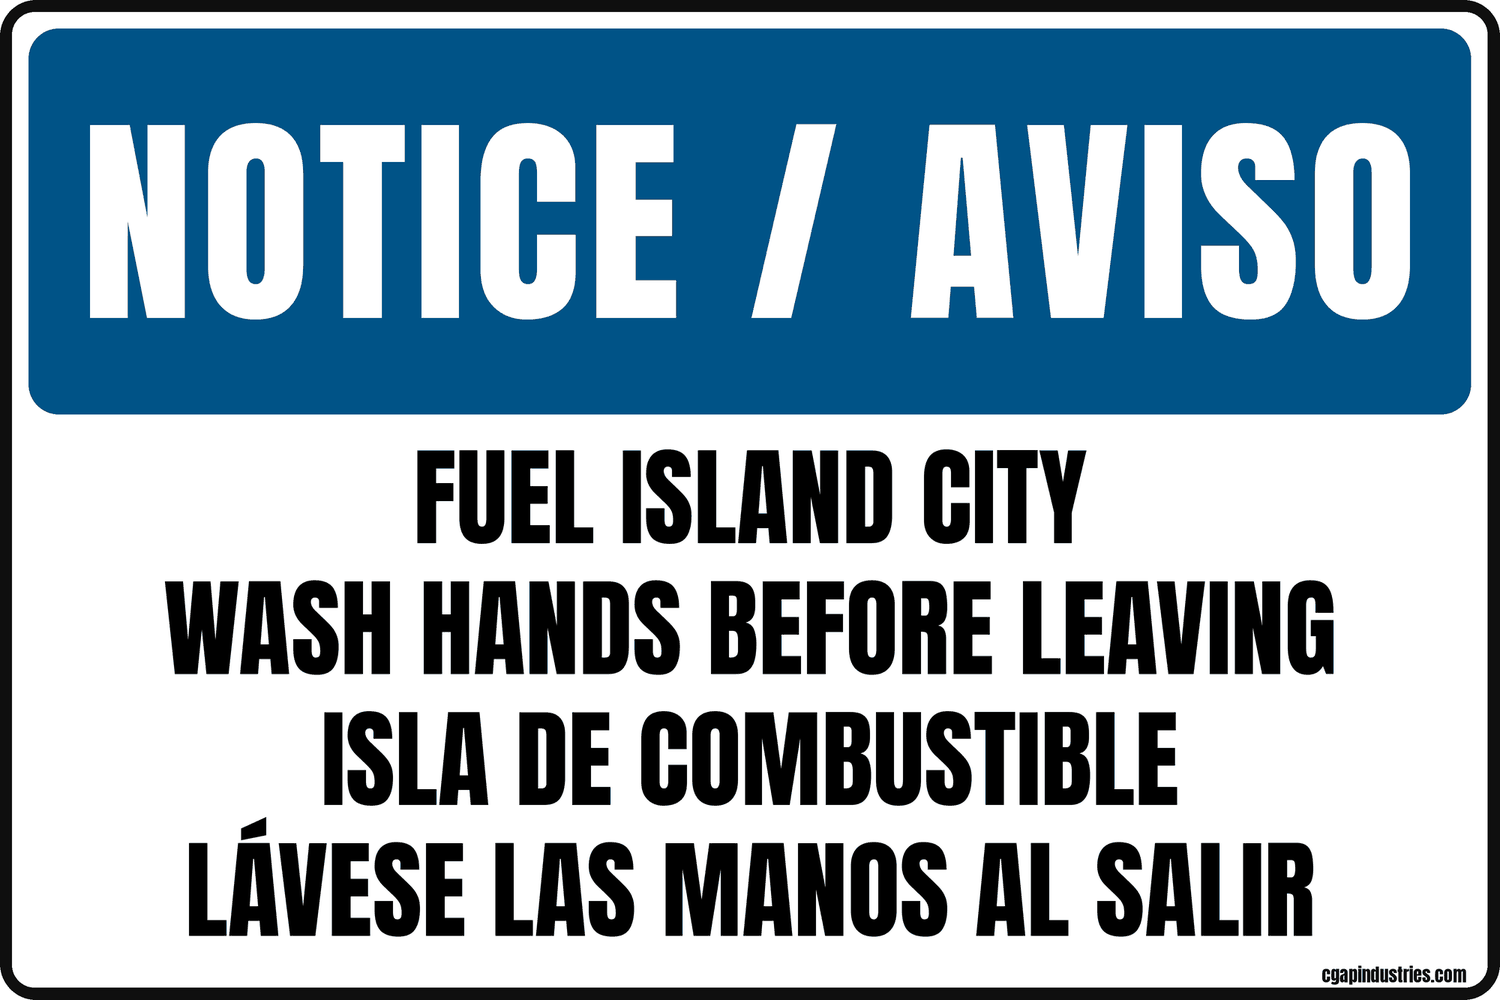 NOTICE / AVISO
FUEL ISLAND CITY
WASH HANDS BEFORE LEAVING
ISLA DE COMBUSTIBLE
LÁVESE LAS MANOS AL SALIR
cgapindustries.com